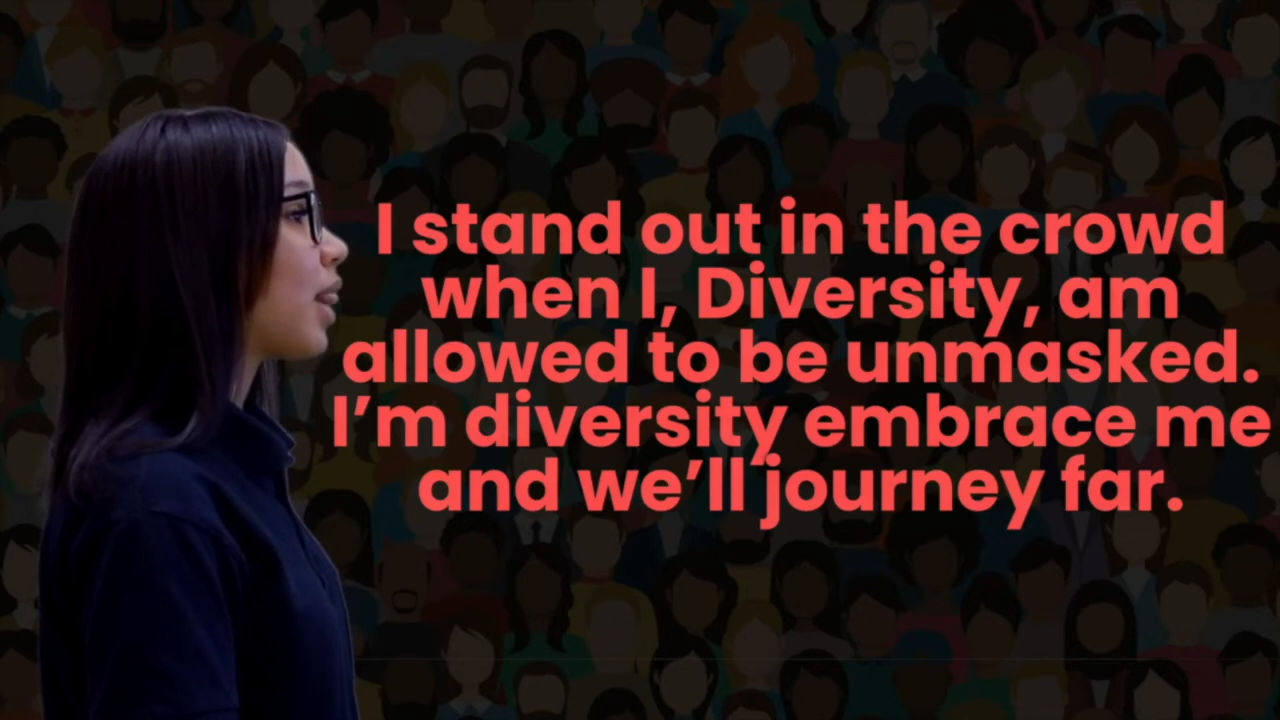 I stand out in the crowd
when I, Diversity, am
allowed to be unmasked.
I’m diversity embrace me
and we’ll journey far.